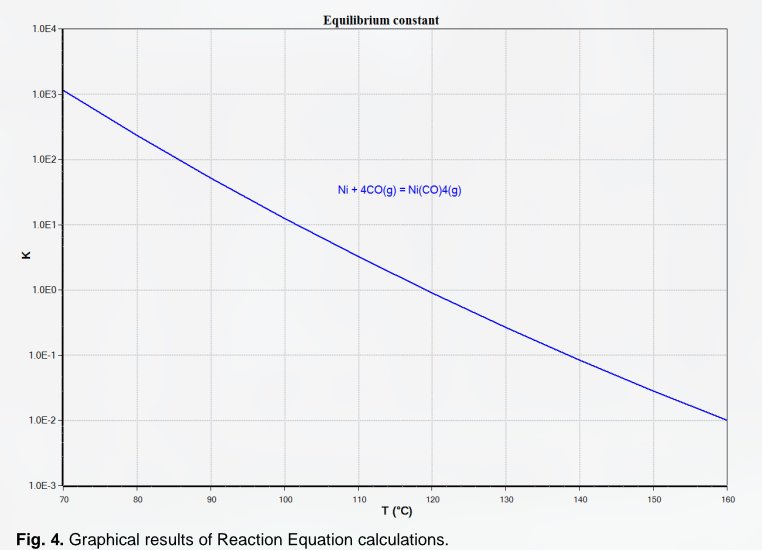 Equilibrium constant
1.0E4
1.0E3
1.0E2
1.0E1
1.0E0
1.0E-1
1.0E-2
1.0E-3
K
Ni + 4CO(g) = Ni(CO)4(g)
70 80 90 100 110 120 130 140 150 160
T (°C)
Fig. 4. Graphical results of Reaction Equation calculations.